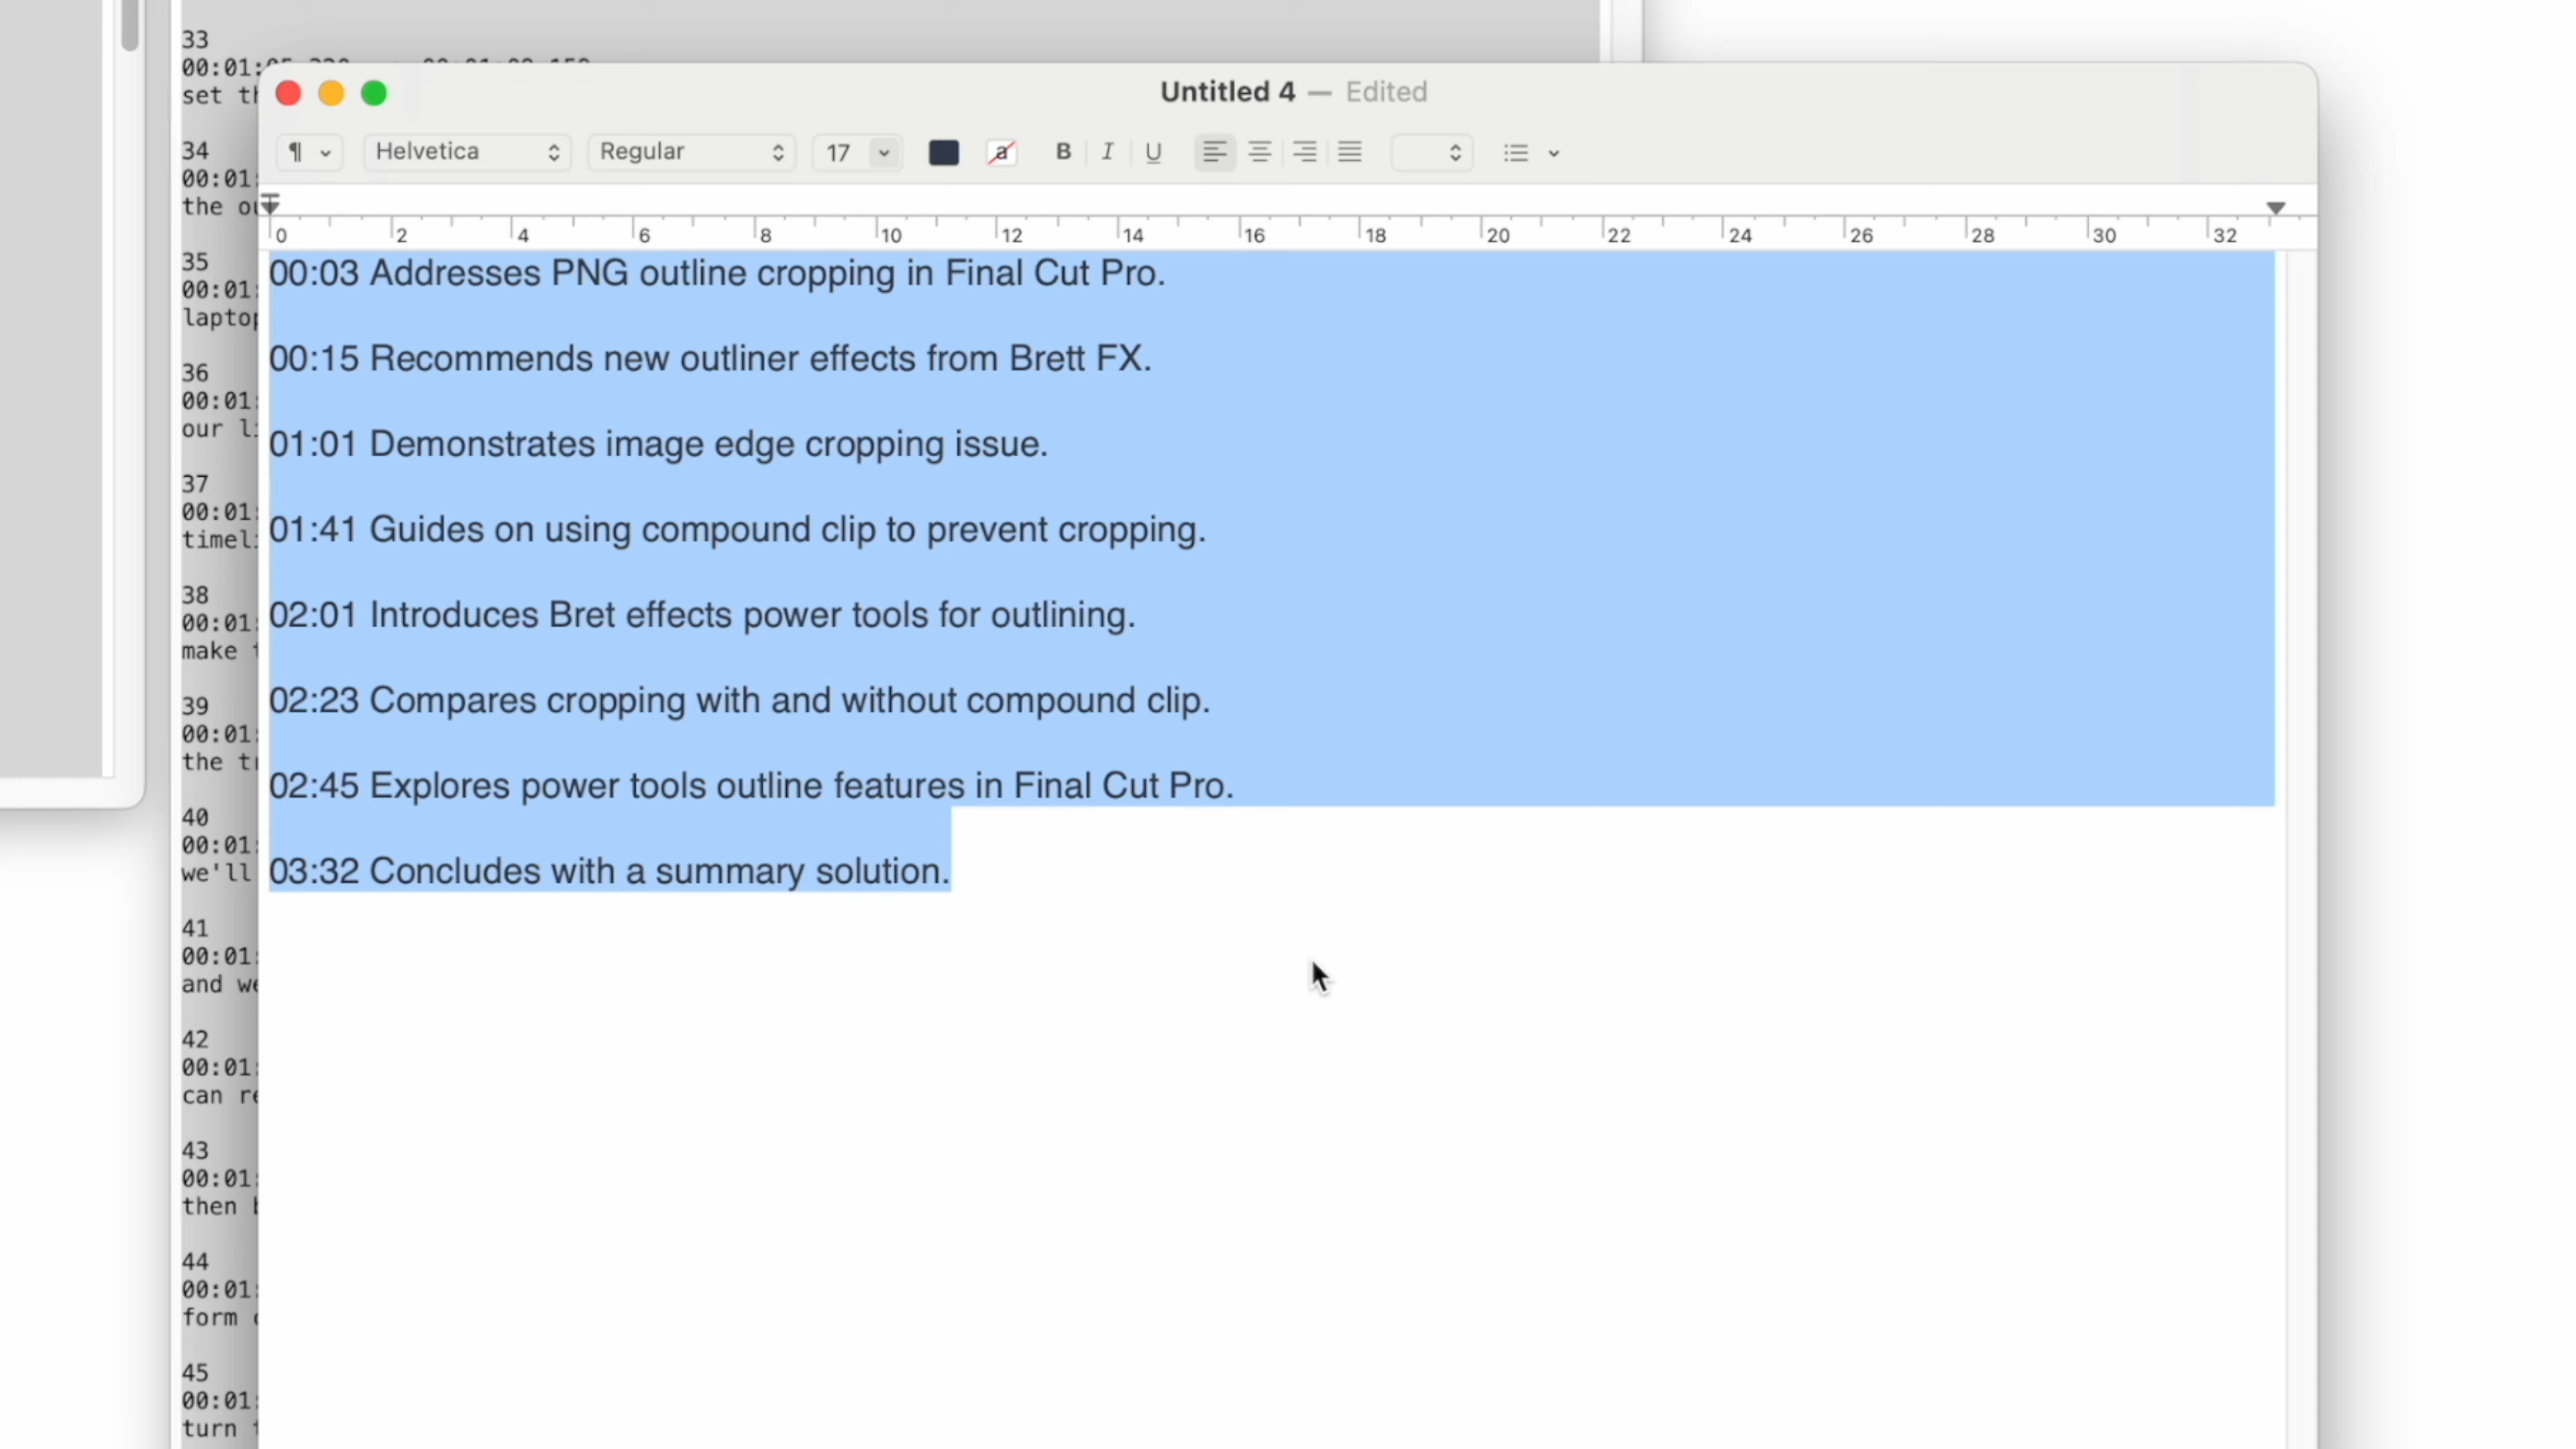 33
00:01:05,320 --> 00:01:08,150
set
34
00:01:
the
35
00:01:
laptop
36
00:01:
our
37
00:01:
38
00:01:
make
39
00:01:
the
40
00:01:
we'll
41
00:01:
and
42
00:01:
can
43
00:01:
then
44
00:01:
form
45
00:01:
turn
Untitled 4 — Edited
¶ Helvetica Regular 17 a B I U
0 2 4 6 8 10 12 14 16 18 20 22 24 26 28 30 32
00:03 Addresses PNG outline cropping in Final Cut Pro.
00:15 Recommends new outliner effects from Brett FX.
01:01 Demonstrates image edge cropping issue.
01:41 Guides on using compound clip to prevent cropping.
02:01 Introduces Bret effects power tools for outlining.
02:23 Compares cropping with and without compound clip.
02:45 Explores power tools outline features in Final Cut Pro.
03:32 Concludes with a summary solution.